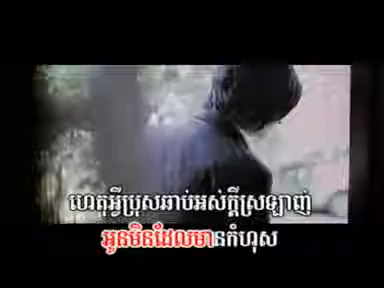 ហេតុអ្វីប្រុសឆាប់អស់ក្ដីស្រឡាញ់
អូនមិនដែលមានកំហុស